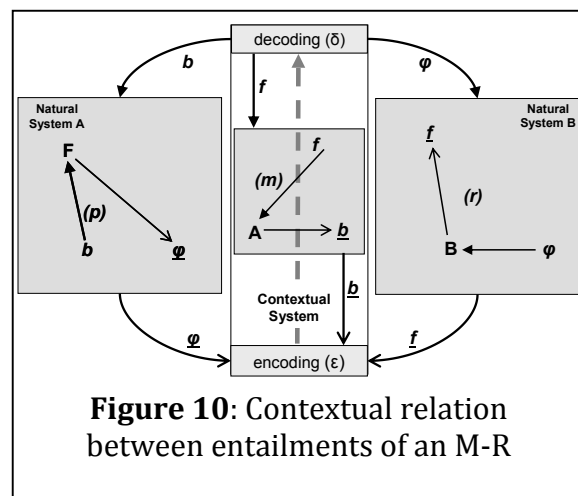 decoding (δ)
b
f
φ
Natural
System A
F
(p)
b
φ
f
(m)
A
b
Natural
System B
f
(r)
B
φ
Contextual
System
b
φ
f
encoding (ε)
Figure 10: Contextual relation
between entailments of an M-R